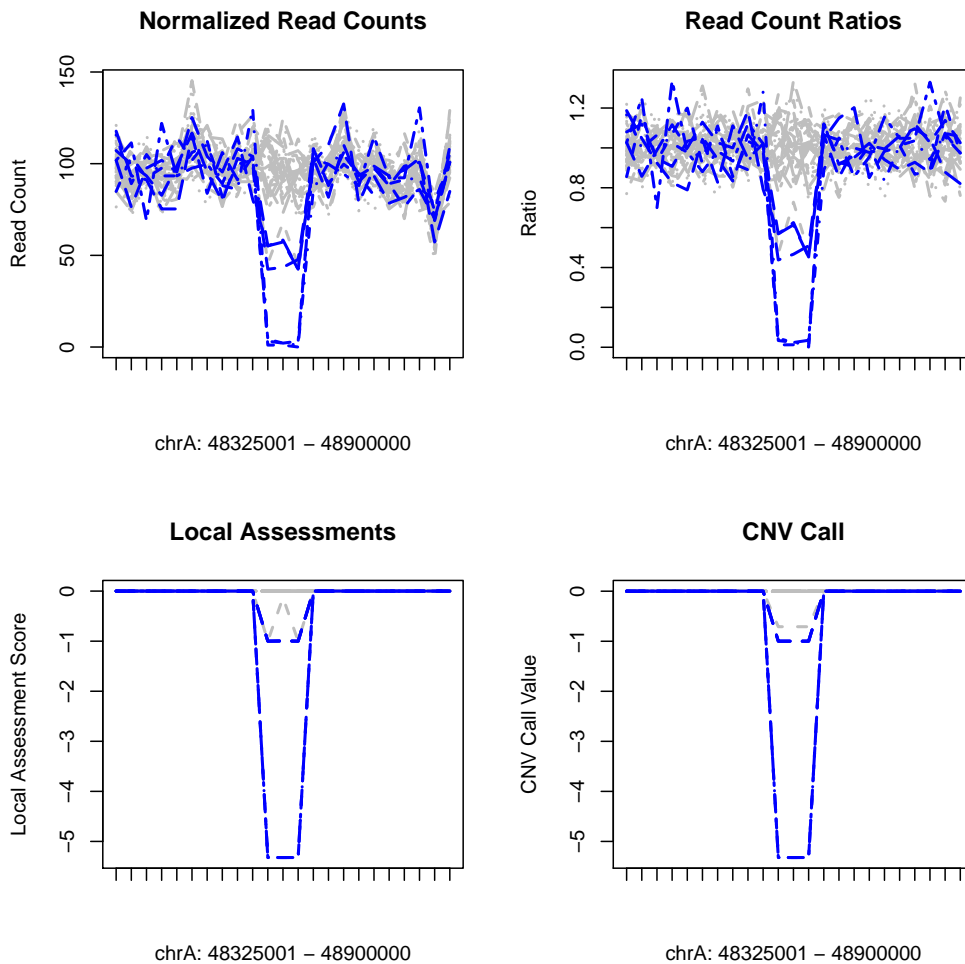 Normalized Read Counts
Read Count
150
100
50
0
chrA: 48325001 – 48900000
Read Count Ratios
Ratio
1.2
0.8
0.4
0.0
chrA: 48325001 – 48900000
Local Assessments
Local Assessment Score
0
−1
−2
−3
−4
−5
chrA: 48325001 – 48900000
CNV Call
CNV Call Value
0
−1
−2
−3
−4
−5
chrA: 48325001 – 48900000